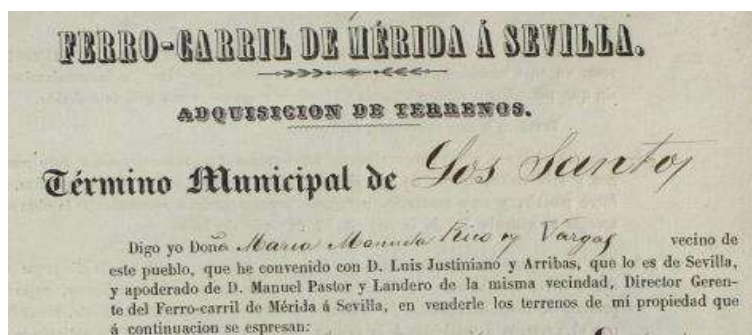 FERRO-CARRIL DE MÉRIDA Á SEVILLA.
ADQUISICION DE TERRENOS.
Término Municipal de Los Santos
Digo yo Doña Maria Manuela Rico y Vargas vecino de
este pueblo, que he convenido con D. Luis Justiniano y Arribas, que lo es de Sevilla,
y apoderado de D. Manuel Pastor y Landero de la misma vecindad, Director Geren-
te del Ferro-carril de Mérida á Sevilla, en venderle los terrenos de mi propiedad que
á continuacion se espresan: